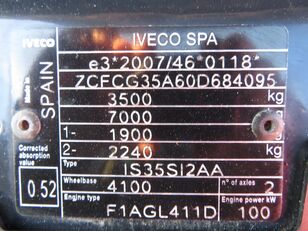 IVECO
IVECO SPA
Made in
SPAIN
e3*2007/46*0118*
ZCFCG35A60D684095
3500 kg
7000 kg
1- 1900 kg
2- 2240 kg
Corrected absorption value
0.52
Type
IS35SI2AA
Wheelbase
4100
n° of axles
2
Engine type
F1AGL411D
Engine power KW
100